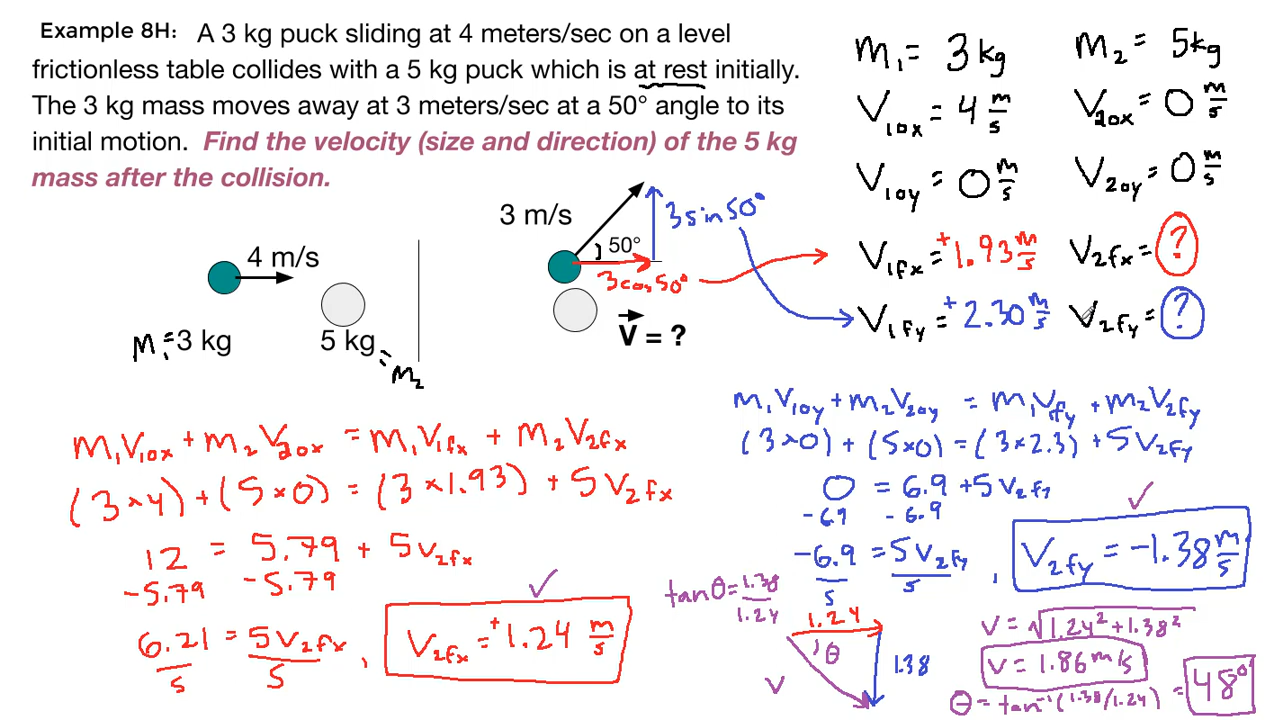 Example 8H: A 3 kg puck sliding at 4 meters/sec on a level
frictionless table collides with a 5 kg puck which is at rest initially.
The 3 kg mass moves away at 3 meters/sec at a 50° angle to its
initial motion. Find the velocity (size and direction) of the 5 kg
mass after the collision.
4 m/s
M₁=3 kg
5 kg
=M₂
3 m/s
50°
3 sin 50°
3 cos 50°
V = ?
M₁ = 3 kg
M₂ = 5 kg
V₁ₒₓ = 4 m/s
V₂ₒₓ = 0 m/s
V₁oy = 0 m/s
V₂oy = 0 m/s
V₁fx = +1.93 m/s
V₂fx = ?
V₁fy = +2.30 m/s
V₂fy = ?
M₁V₁ox + M₂V₂ox = M₁V₁fx + M₂V₂fx
(3×4) + (5×0) = (3×1.93) + 5V₂fx
12 = 5.79 + 5V₂fx
-5.79 -5.79
6.21/5 = 5V₂fx/5 , V₂fx = +1.24 m/s ✓
M₁V₁oy + M₂V₂oy = M₁V₁fy + M₂V₂fy
(3×0) + (5×0) = (3×2.3) + 5V₂fy
0 = 6.9 + 5V₂fy
-6.9 -6.9
-6.9/5 = 5V₂fy/5 , V₂fy = -1.38 m/s ✓
tanθ = 1.38/1.24
1.24
θ
1.38
V
V = √1.24² + 1.38²
V = 1.86 m/s
θ = tan⁻¹(1.38/1.24) = 48°